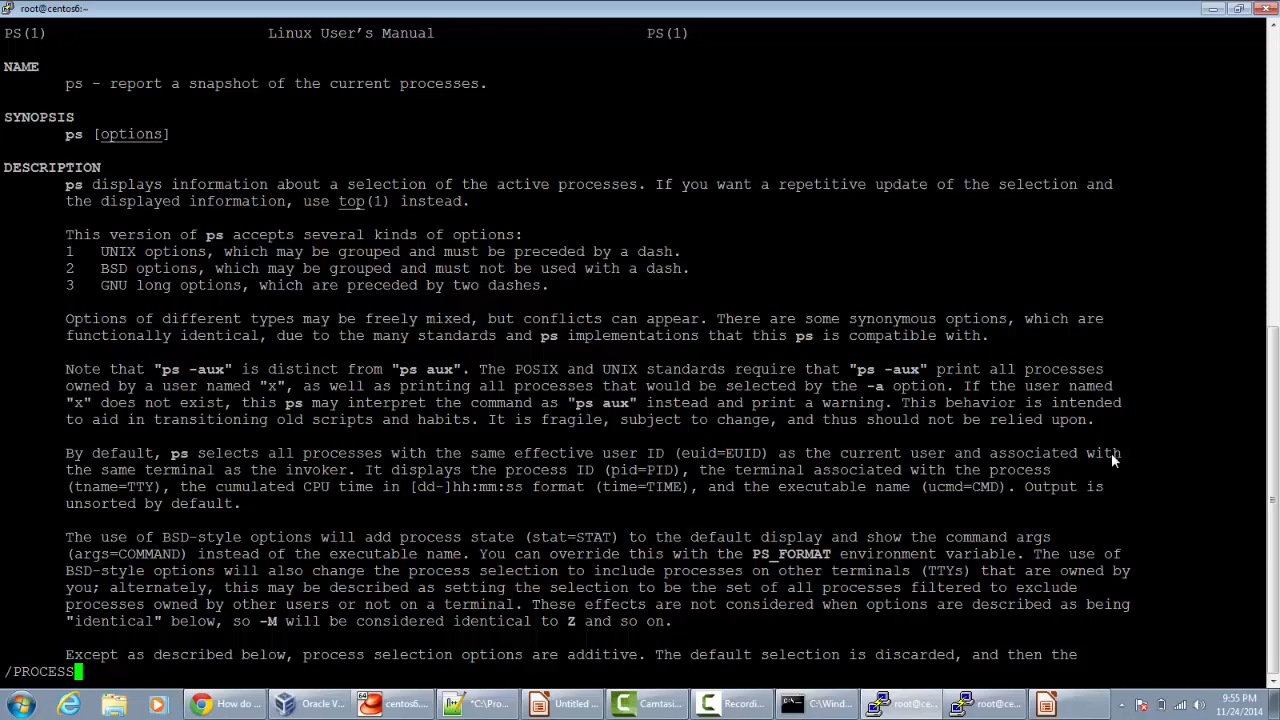 root@centos6:~
PS(1) Linux User's Manual PS(1)
NAME
ps - report a snapshot of the current processes.
SYNOPSIS
ps [options]
DESCRIPTION
ps displays information about a selection of the active processes. If you want a repetitive update of the selection and
the displayed information, use top(1) instead.
This version of ps accepts several kinds of options:
1 UNIX options, which may be grouped and must be preceded by a dash.
2 BSD options, which may be grouped and must not be used with a dash.
3 GNU long options, which are preceded by two dashes.
Options of different types may be freely mixed, but conflicts can appear. There are some synonymous options, which are
functionally identical, due to the many standards and ps implementations that this ps is compatible with.
Note that "ps -aux" is distinct from "ps aux". The POSIX and UNIX standards require that "ps -aux" print all processes
owned by a user named "x", as well as printing all processes that would be selected by the -a option. If the user named
"x" does not exist, this ps may interpret the command as "ps aux" instead and print a warning. This behavior is intended
to aid in transitioning old scripts and habits. It is fragile, subject to change, and thus should not be relied upon.
By default, ps selects all processes with the same effective user ID (euid=EUID) as the current user and associated with
the same terminal as the invoker. It displays the process ID (pid=PID), the terminal associated with the process
(tname=TTY), the cumulated CPU time in [dd-]hh:mm:ss format (time=TIME), and the executable name (ucmd=CMD). Output is
unsorted by default.
The use of BSD-style options will add process state (stat=STAT) to the default display and show the command args
(args=COMMAND) instead of the executable name. You can override this with the PS_FORMAT environment variable. The use of
BSD-style options will also change the process selection to include processes on other terminals (TTYs) that are owned by
you; alternately, this may be described as setting the selection to be the set of all processes filtered to exclude
processes owned by other users or not on a terminal. These effects are not considered when options are described as being
"identical" below, so -M will be considered identical to Z and so on.
Except as described below, process selection options are additive. The default selection is discarded, and then the
/PROCESS
How do ... Oracle V... 64 centos6.... *C:\Pro... Untitled ... Camtasi... Recordi... C:\Wind... root@ce... root@ce...
9:55 PM
11/24/2014